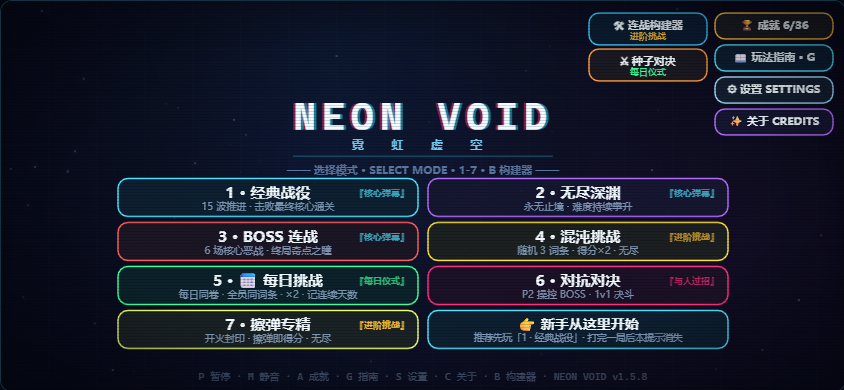 🛠 连战构建器
进阶挑战
🏆 成就 6/36
⚔ 种子对决
每日仪式
📖 玩法指南 · G
⚙ 设置 SETTINGS
✨ 关于 CREDITS
NEON VOID
霓 虹 虚 空
—— 选择模式 • SELECT MODE • 1-7 • B 构建器 ——
1 · 经典战役
『核心弹幕』
15 波推进 · 击败最终核心通关
2 · 无尽深渊
『核心弹幕』
永无止境 · 难度持续攀升
3 · BOSS 连战
『核心弹幕』
6 场核心恶战 · 终局奇点之瞳
4 · 混沌挑战
『进阶挑战』
随机 3 词条 · 得分×2 · 无尽
5 · 📅 每日挑战
『每日仪式』
每日同卷 · 全员同词条 · ×2 · 记连续天数
6 · 对抗对决
『与人过招』
P2 操控 BOSS · 1v1 决斗
7 · 擦弹专精
『进阶挑战』
开火封印 · 擦弹即得分 · 无尽
👉 新手从这里开始
推荐先玩「1 · 经典战役」 · 打完一局后本提示消失
P 暂停 · M 静音 · A 成就 · G 指南 · S 设置 · C 关于 · B 构建器 · NEON VOID v1.5.8